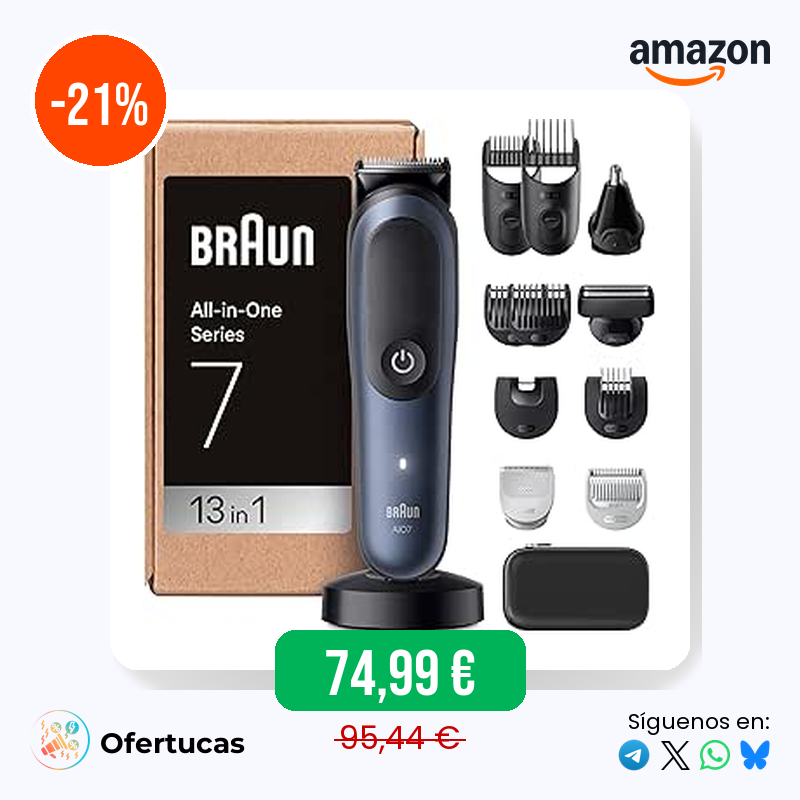 -21%
amazon
BRAUN
All-in-One
Series
7
13 in 1
BRAUN
AIO7
74,99 €
95,44 €
Ofertucas
Síguenos en: